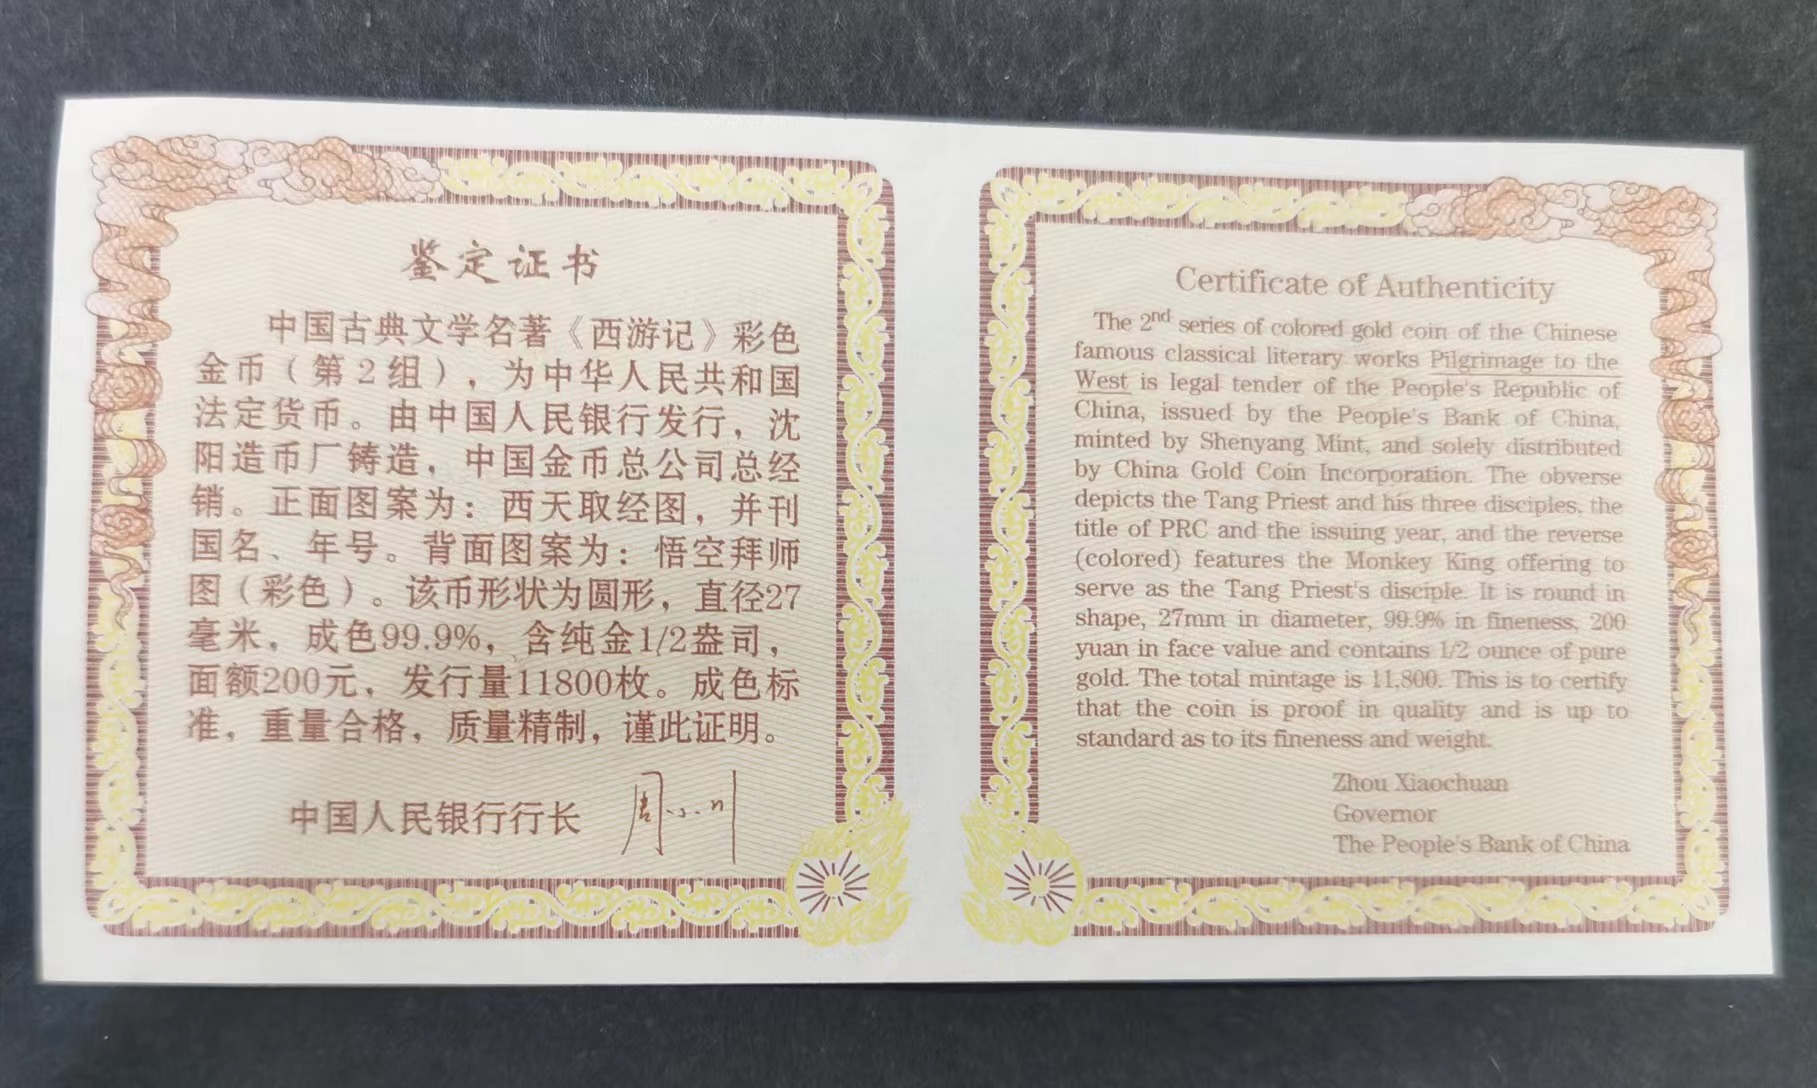 鉴定证书
中国古典文学名著《西游记》彩色
金币（第2组），为中华人民共和国
法定货币。由中国人民银行发行，沈
阳造币厂铸造，中国金币总公司总经
销。正面图案为：西天取经图，并刊
国名、年号。背面图案为：悟空拜师
图（彩色）。该币形状为圆形，直径27
毫米，成色99.9%，含纯金1/2盎司，
面额200元，发行量11800枚。成色标
准，重量合格，质量精制，谨此证明。
中国人民银行行长 周小川
Certificate of Authenticity
The 2nd series of colored gold coin of the Chinese
famous classical literary works Pilgrimage to the
West is legal tender of the People's Republic of
China, issued by the People's Bank of China,
minted by Shenyang Mint, and solely distributed
by China Gold Coin Incorporation. The obverse
depicts the Tang Priest and his three disciples, the
title of PRC and the issuing year, and the reverse
(colored) features the Monkey King offering to
serve as the Tang Priest's disciple. It is round in
shape, 27mm in diameter, 99.9% in fineness, 200
yuan in face value and contains 1/2 ounce of pure
gold. The total mintage is 11,800. This is to certify
that the coin is proof in quality and is up to
standard as to its fineness and weight.
Zhou Xiaochuan
Governor
The People's Bank of China